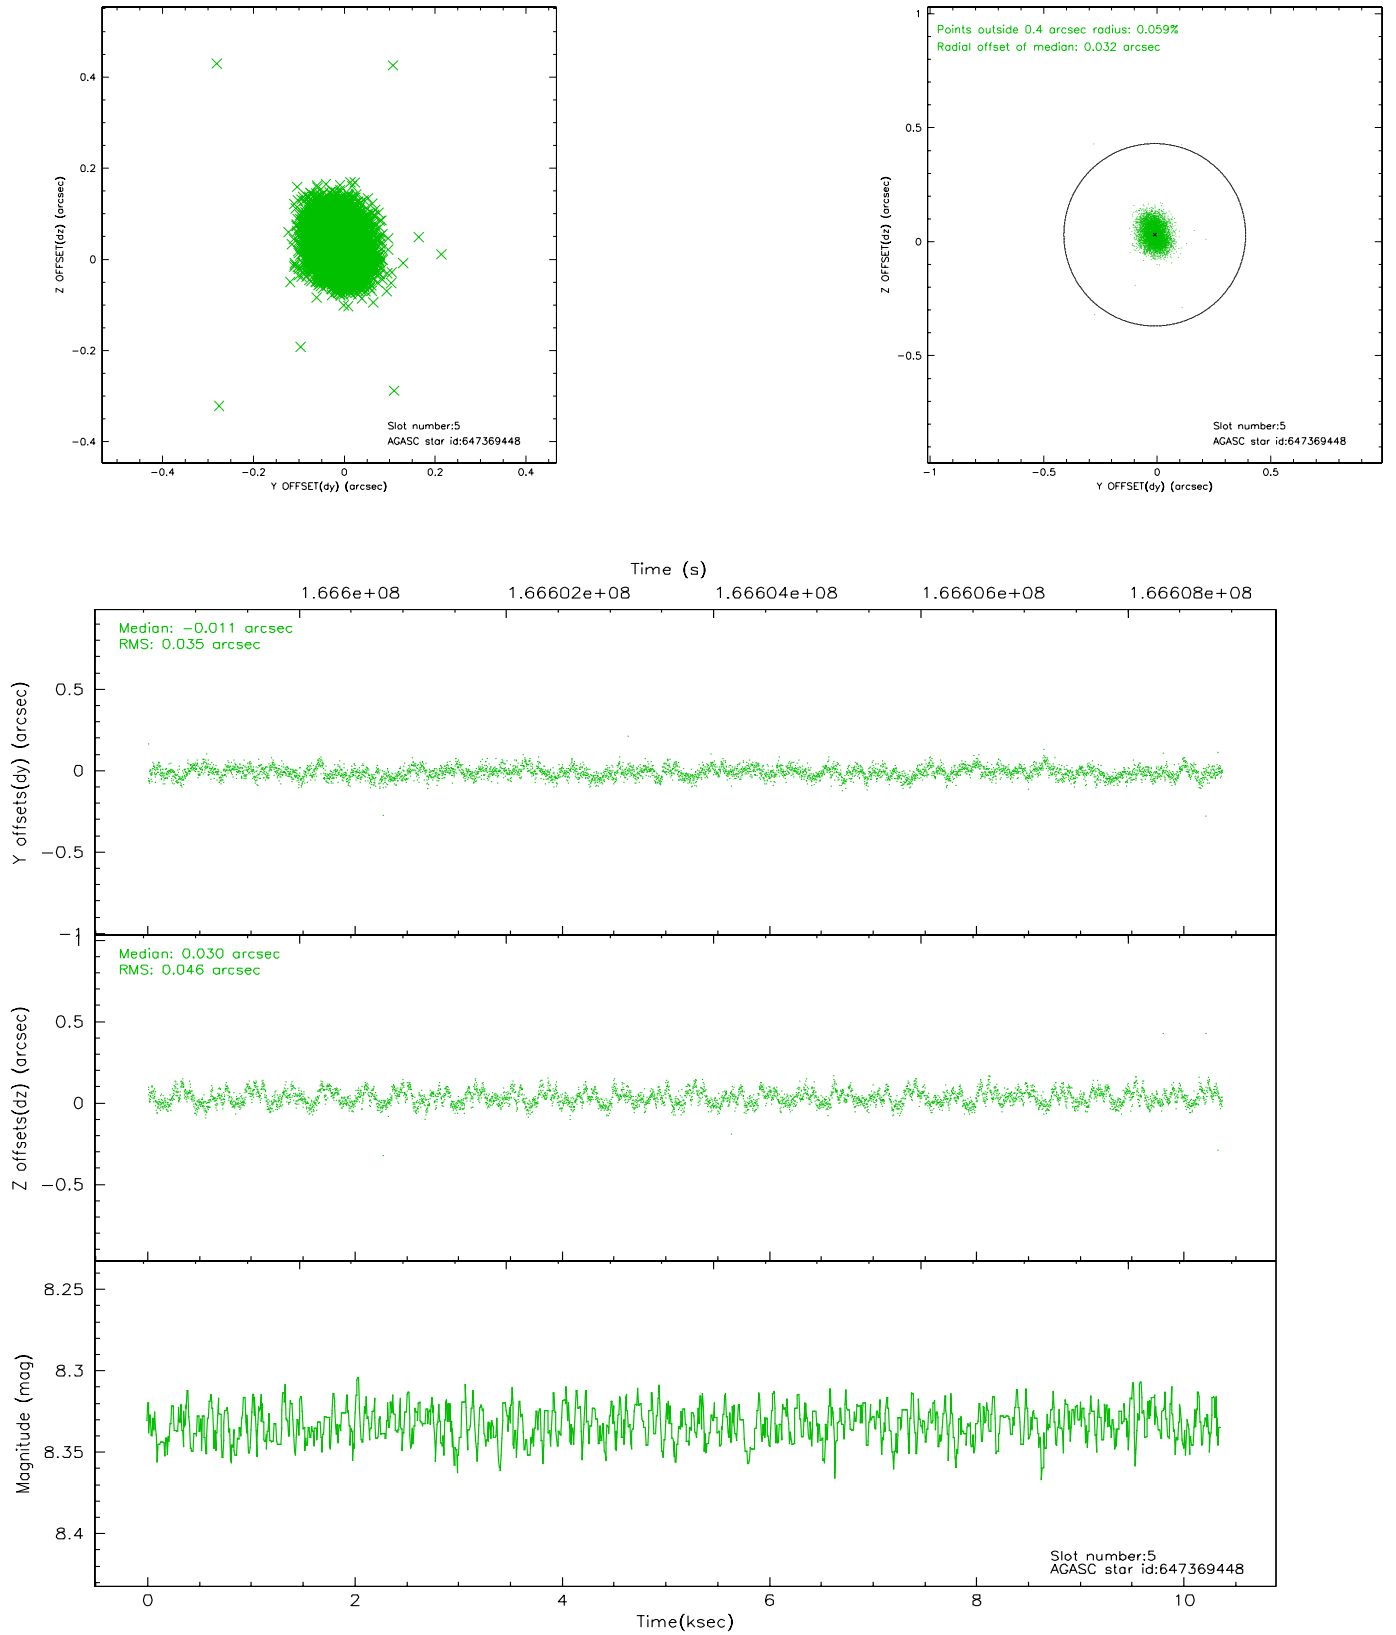 0.4
0.2
0
−0.2
−0.4
Z OFFSET(dz) (arcsec)
Slot number:5
AGASC star id:647369448
−0.4 −0.2 0 0.2 0.4
Y OFFSET(dy) (arcsec)
Points outside 0.4 arcsec radius: 0.059%
Radial offset of median: 0.032 arcsec
1
0.5
0
−0.5
Z OFFSET(dz) (arcsec)
Slot number:5
AGASC star id:647369448
−1 −0.5 0 0.5
Y OFFSET(dy) (arcsec)
Time (s)
1.666e+08 1.66602e+08 1.66604e+08 1.66606e+08 1.66608e+08
Median: −0.011 arcsec
RMS: 0.035 arcsec
0.5
0
−0.5
−1
Y offsets(dy) (arcsec)
Median: 0.030 arcsec
RMS: 0.046 arcsec
1
0.5
0
−0.5
Z offsets(dz) (arcsec)
8.25
8.3
8.35
8.4
Magnitude (mag)
Slot number:5
AGASC star id:647369448
0 2 4 6 8 10
Time(ksec)